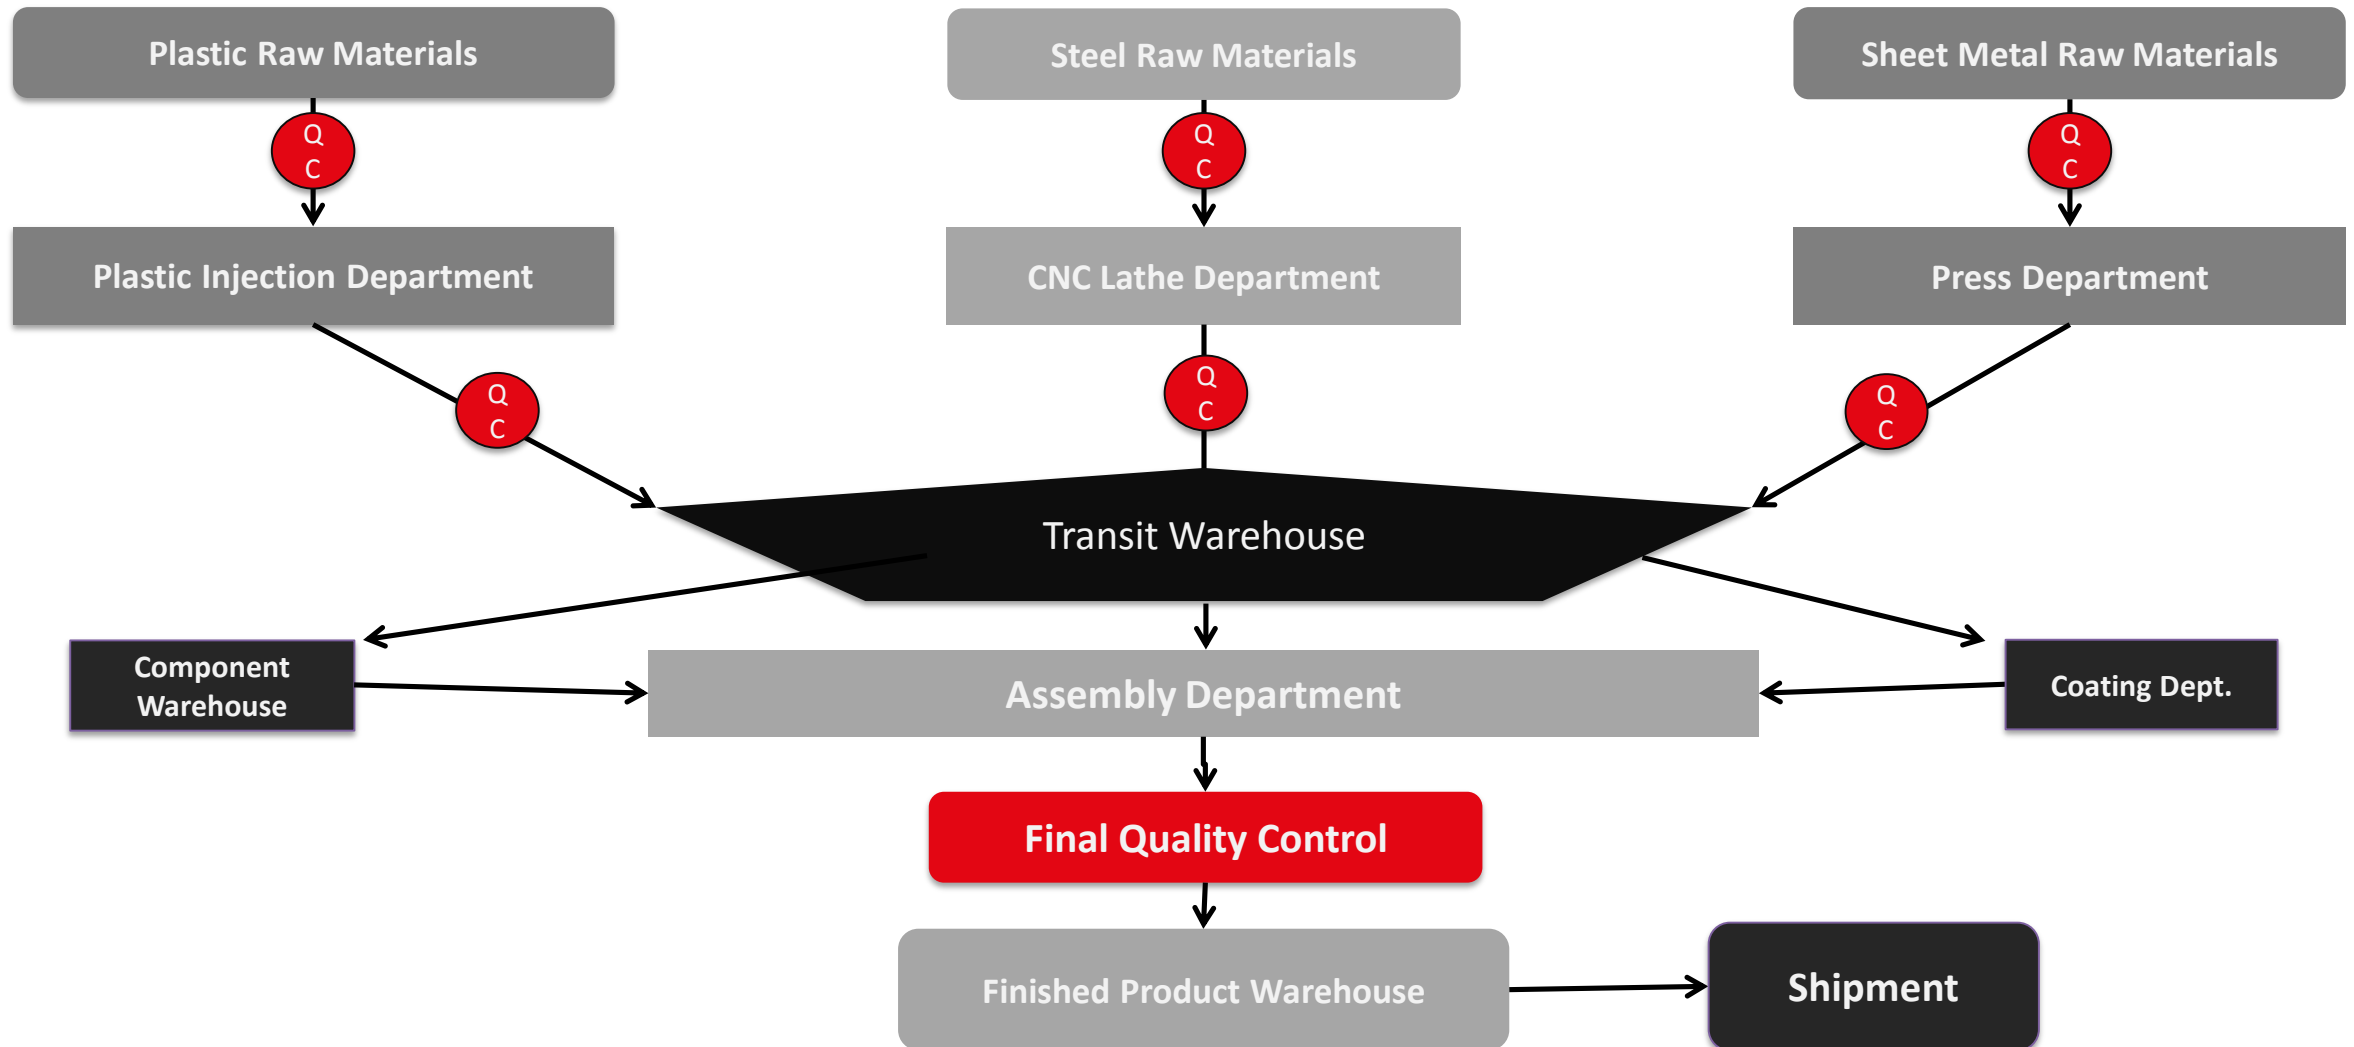 Plastic Raw Materials
Steel Raw Materials
Sheet Metal Raw Materials
Q
C
Q
C
Q
C
Plastic Injection Department
CNC Lathe Department
Press Department
Q
C
Q
C
Q
C
Transit Warehouse
Component
Warehouse
Assembly Department
Coating Dept.
Final Quality Control
Finished Product Warehouse
Shipment